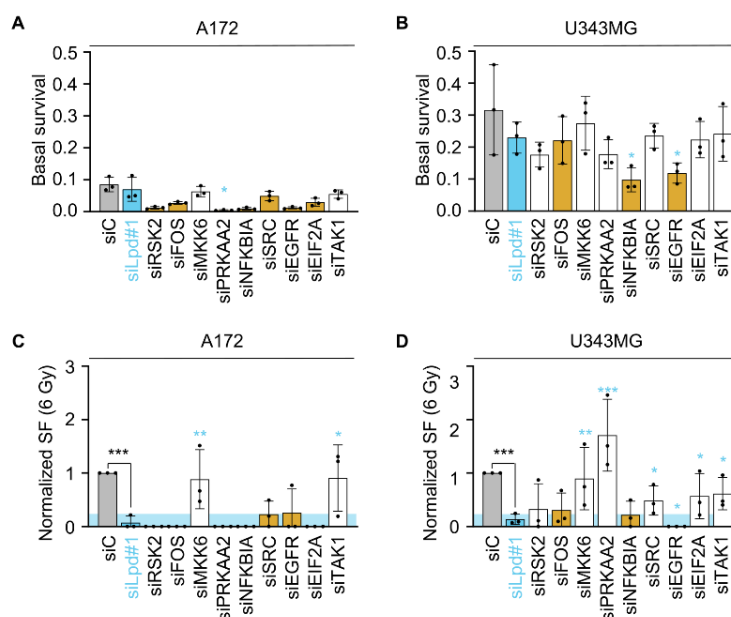 A
A172
Basal survival
0.5
0.4
0.3
0.2
0.1
0.0
*
siC
siLpd#1
siRSK2
siFOS
siMKK6
siPRKAA2
siNFKBIA
siSRC
siEGFR
siEIF2A
siTAK1
B
U343MG
Basal survival
0.5
0.4
0.3
0.2
0.1
0.0
*
*
siC
siLpd#1
siRSK2
siFOS
siMKK6
siPRKAA2
siNFKBIA
siSRC
siEGFR
siEIF2A
siTAK1
C
A172
Normalized SF (6 Gy)
3
2
1
0
***
**
*
siC
siLpd#1
siRSK2
siFOS
siMKK6
siPRKAA2
siNFKBIA
siSRC
siEGFR
siEIF2A
siTAK1
D
U343MG
Normalized SF (6 Gy)
3
2
1
0
***
**
***
*
*
*
*
siC
siLpd#1
siRSK2
siFOS
siMKK6
siPRKAA2
siNFKBIA
siSRC
siEGFR
siEIF2A
siTAK1